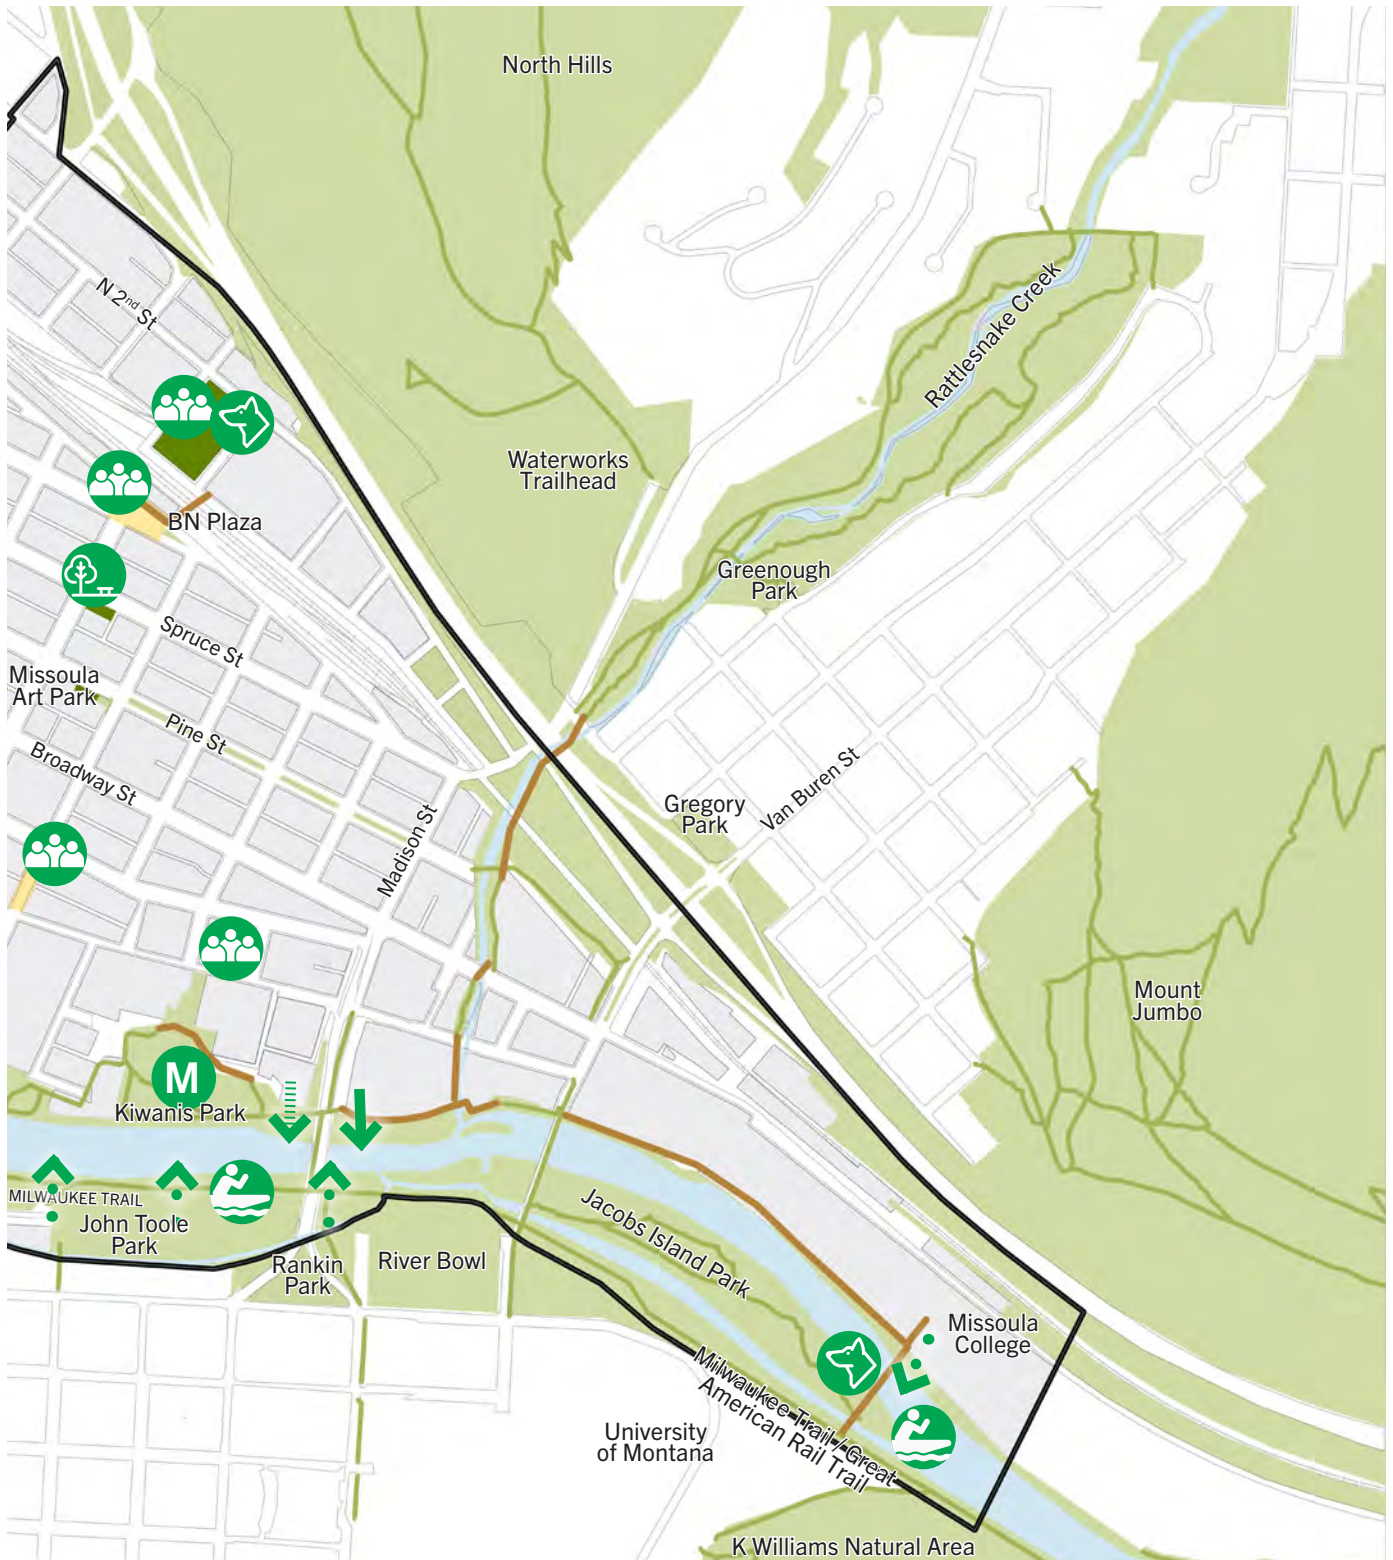 North Hills
N 2nd St
Rattlesnake Creek
Waterworks
Trailhead
BN Plaza
Greenough
Park
Spruce St
Missoula
Art Park
Pine St
Broadway St
Madison St
Gregory
Park
Van Buren St
Mount
Jumbo
M
Kiwanis Park
MILWAUKEE TRAIL
John Toole
Park
Rankin
Park
River Bowl
Jacobs Island Park
Missoula
College
Milwaukee Trail / Great
American Rail Trail
University
of Montana
K Williams Natural Area